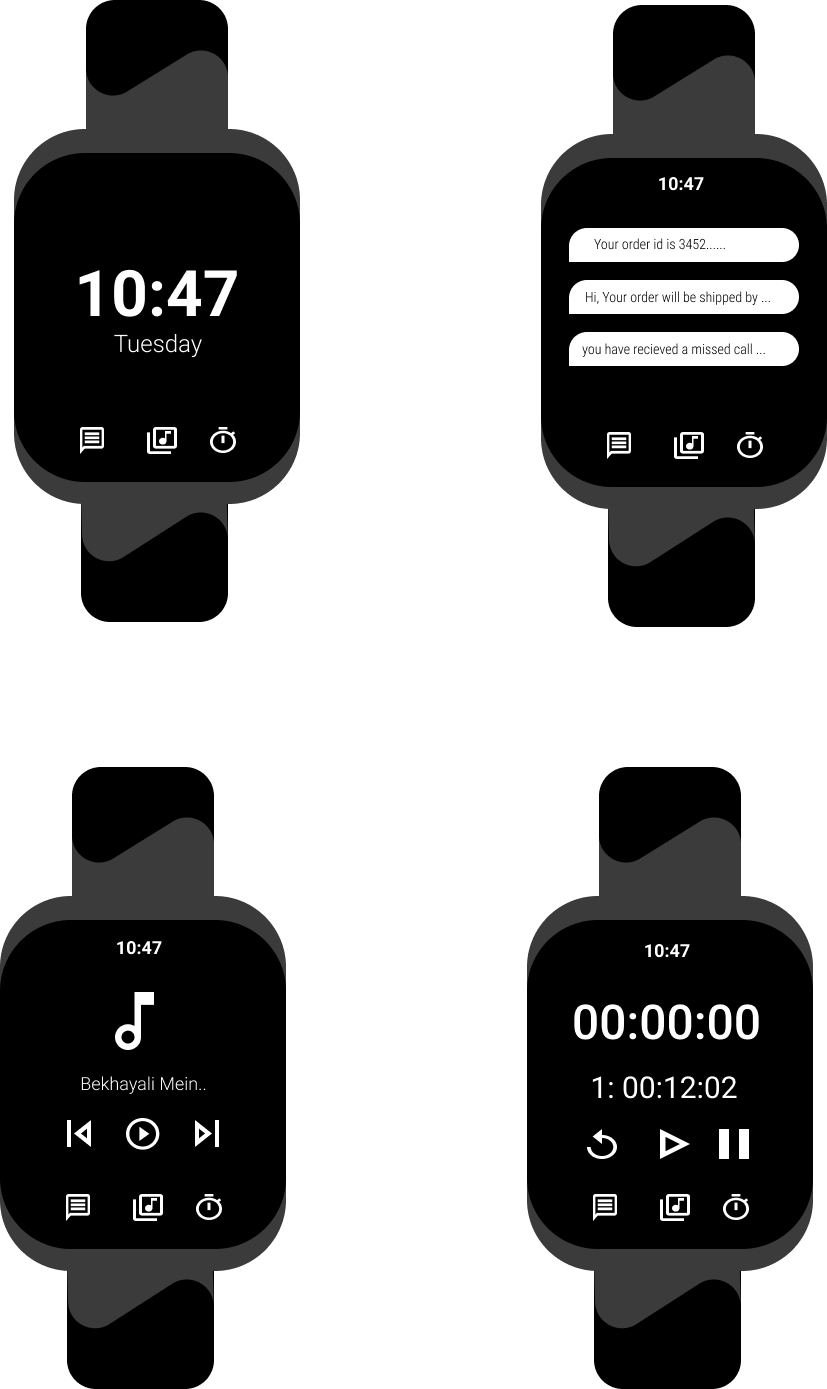 10:47
Tuesday
10:47
Your order id is 3452......
Hi, Your order will be shipped by ...
you have recieved a missed call ...
10:47
Bekhayali Mein..
10:47
00:00:00
1: 00:12:02